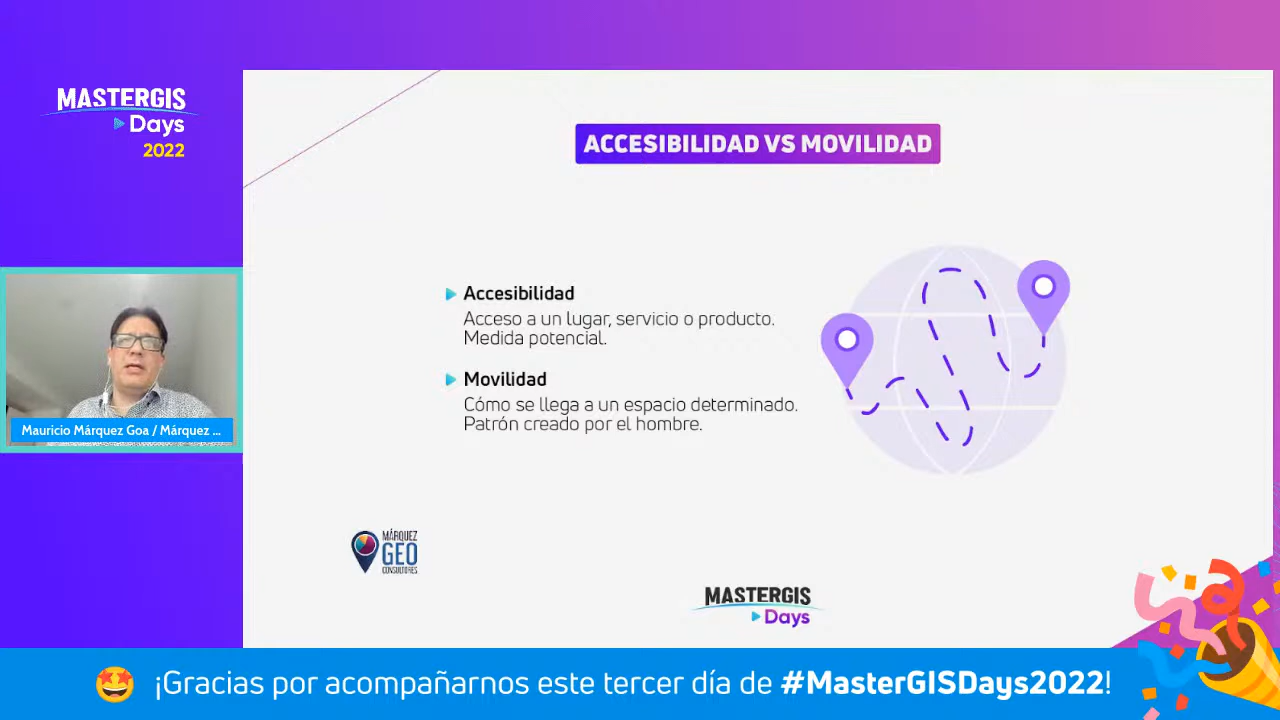 MASTERGIS
Days
2022
ACCESIBILIDAD VS MOVILIDAD
Accesibilidad
Acceso a un lugar, servicio o producto.
Medida potencial.
Movilidad
Cómo se llega a un espacio determinado.
Patrón creado por el hombre.
Mauricio Márquez Goa / Márquez ...
MÁRQUEZ
GEO
CONSULTORES
MASTERGIS
Days
¡Gracias por acompañarnos este tercer día de #MasterGISDays2022!